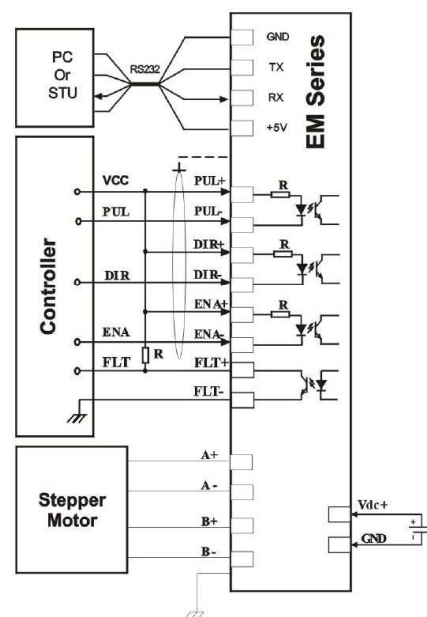 PC
Or
STU
RS232
GND
TX
RX
+5V
EM Series
Controller
VCC
PUL
DIR
ENA
FLT
R
PUL+
PUL-
DIR+
DIR-
ENA+
ENA-
FLT+
FLT-
R
R
R
Stepper
Motor
A+
A-
B+
B-
Vdc+
GND
+
-